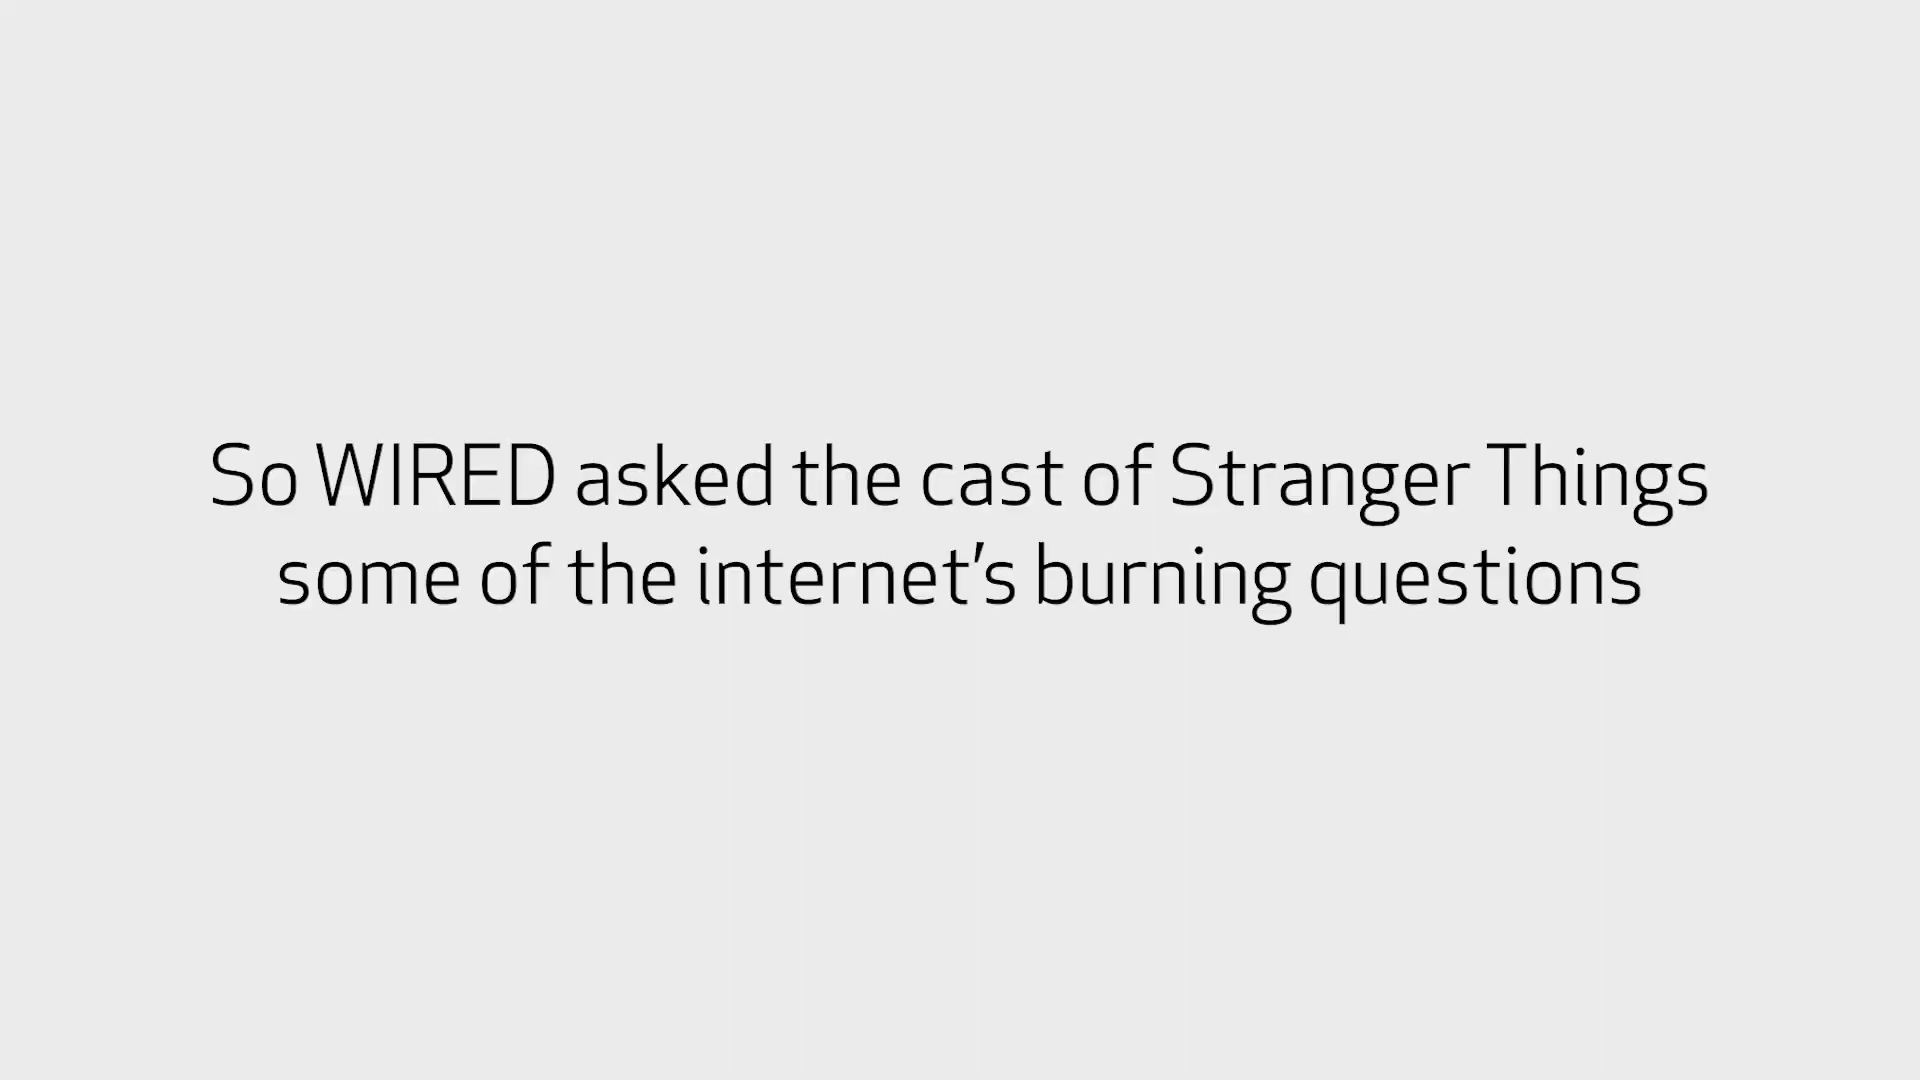 So WIRED asked the cast of Stranger Things
some of the internet’s burning questions